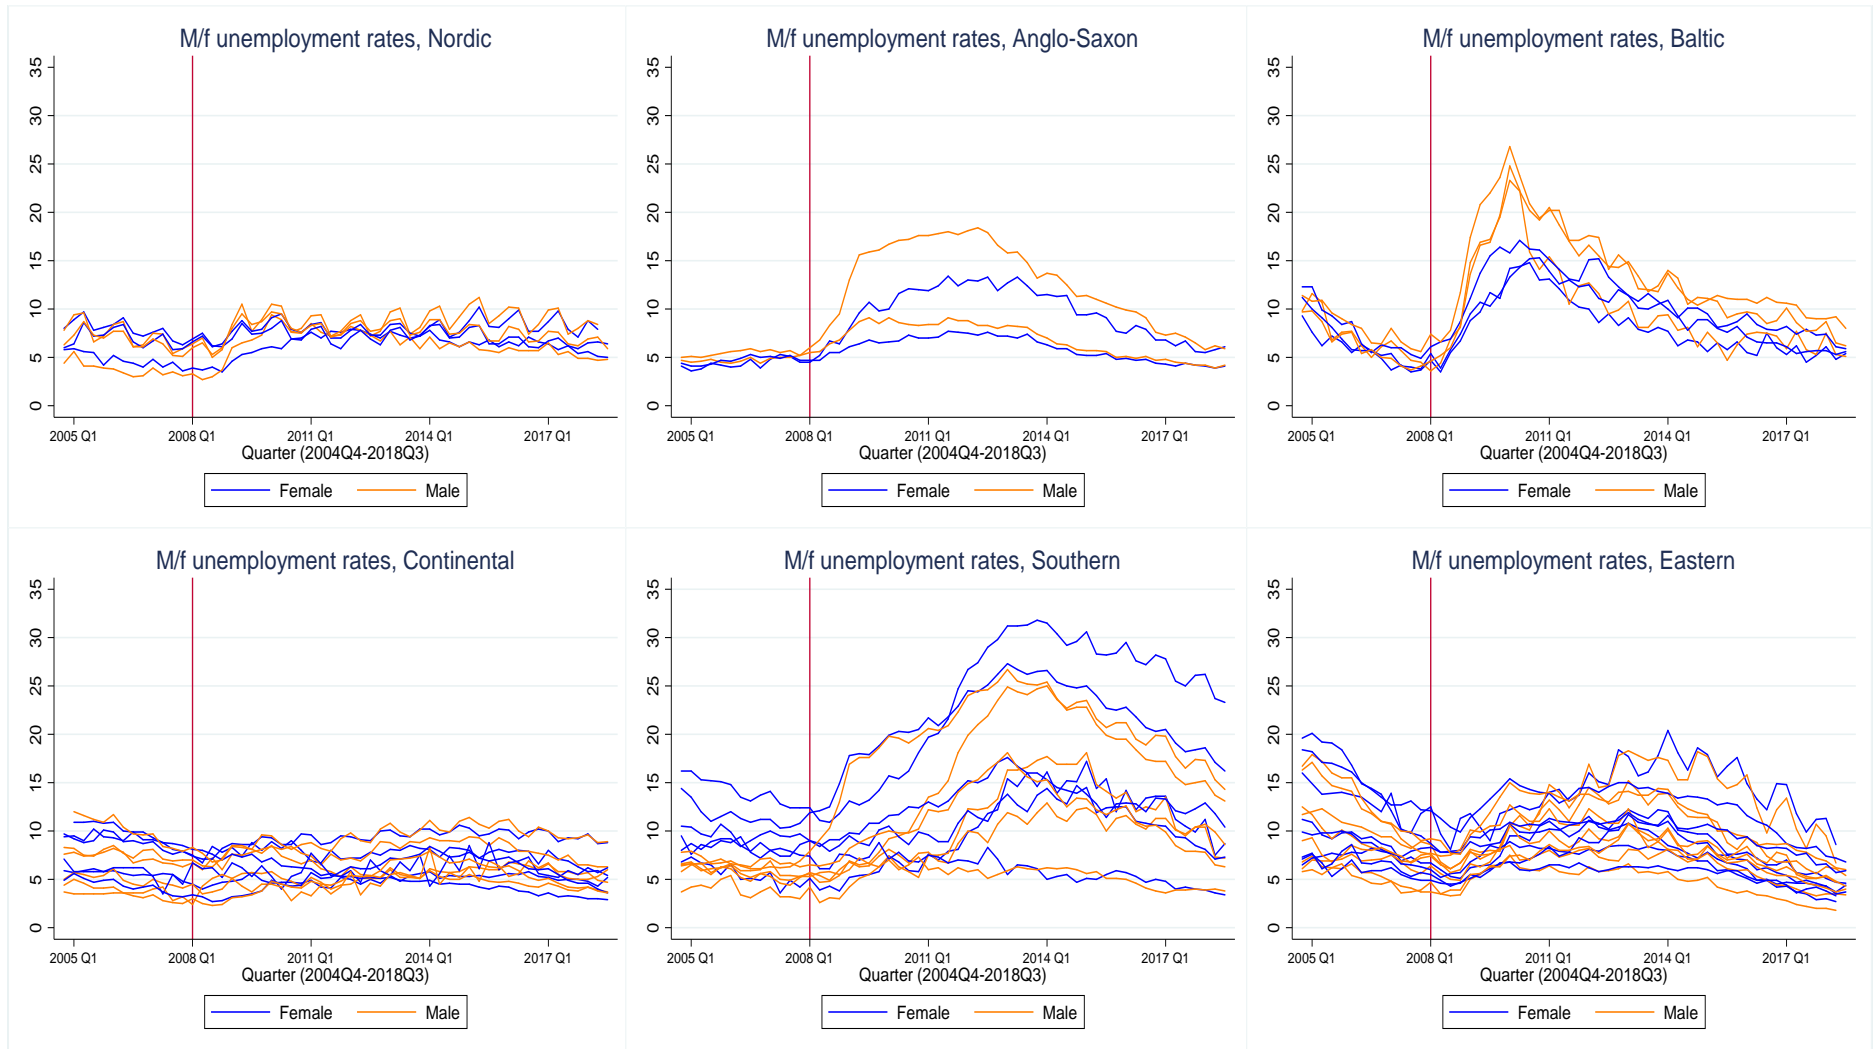 M/f unemployment rates, Nordic
35
30
25
20
15
10
5
0
2005 Q1 2008 Q1 2011 Q1 2014 Q1 2017 Q1
Quarter (2004Q4-2018Q3)
Female Male
M/f unemployment rates, Anglo-Saxon
35
30
25
20
15
10
5
0
2005 Q1 2008 Q1 2011 Q1 2014 Q1 2017 Q1
Quarter (2004Q4-2018Q3)
Female Male
M/f unemployment rates, Baltic
35
30
25
20
15
10
5
0
2005 Q1 2008 Q1 2011 Q1 2014 Q1 2017 Q1
Quarter (2004Q4-2018Q3)
Female Male
M/f unemployment rates, Continental
35
30
25
20
15
10
5
0
2005 Q1 2008 Q1 2011 Q1 2014 Q1 2017 Q1
Quarter (2004Q4-2018Q3)
Female Male
M/f unemployment rates, Southern
35
30
25
20
15
10
5
0
2005 Q1 2008 Q1 2011 Q1 2014 Q1 2017 Q1
Quarter (2004Q4-2018Q3)
Female Male
M/f unemployment rates, Eastern
35
30
25
20
15
10
5
0
2005 Q1 2008 Q1 2011 Q1 2014 Q1 2017 Q1
Quarter (2004Q4-2018Q3)
Female Male